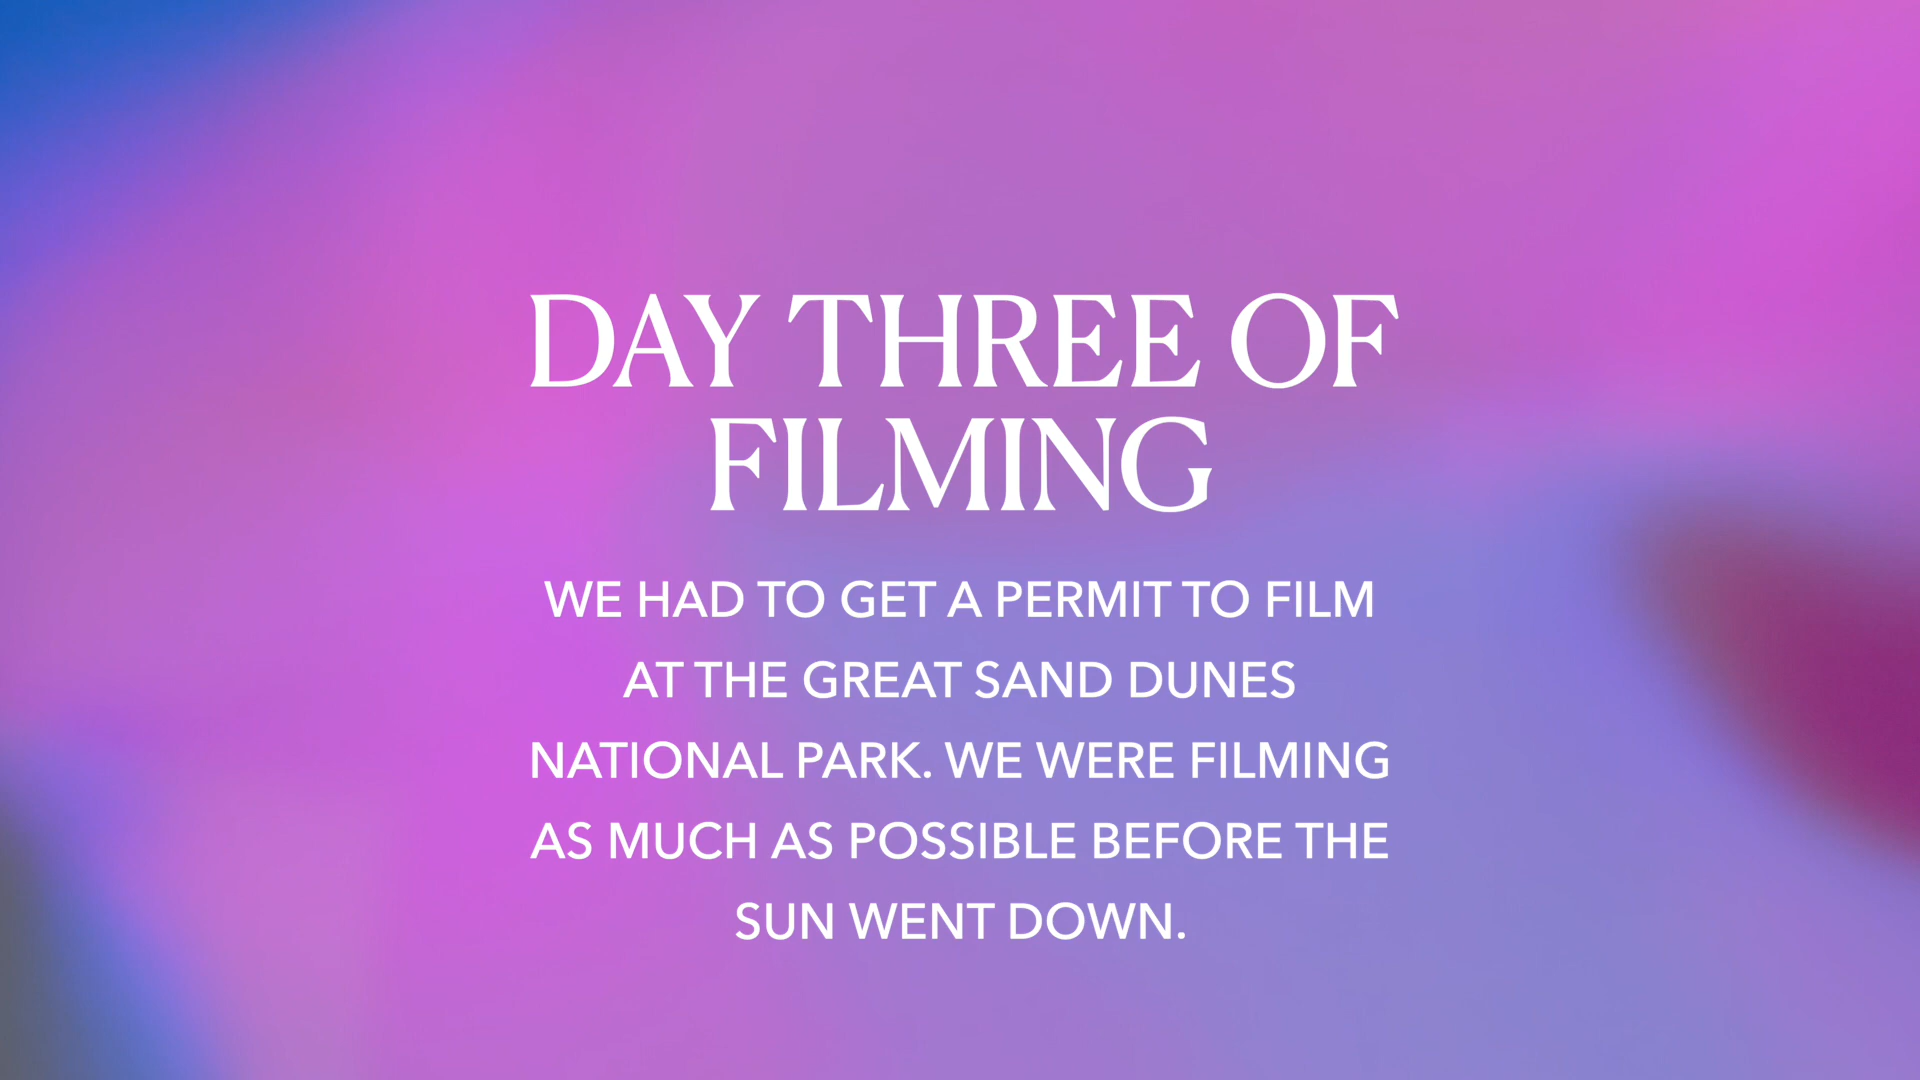 DAY THREE OF
FILMING
WE HAD TO GET A PERMIT TO FILM
AT THE GREAT SAND DUNES
NATIONAL PARK. WE WERE FILMING
AS MUCH AS POSSIBLE BEFORE THE
SUN WENT DOWN.